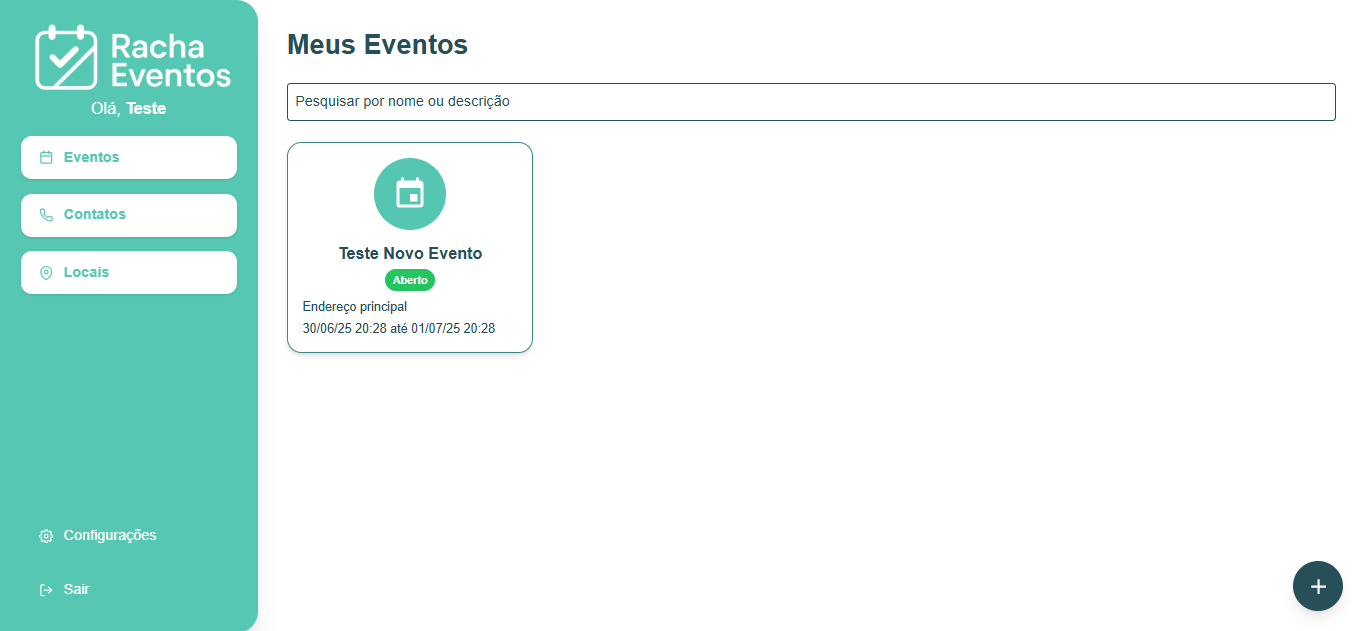 Racha
Eventos
Olá, Teste
Eventos
Contatos
Locais
Configurações
Sair
Meus Eventos
Pesquisar por nome ou descrição
Teste Novo Evento
Aberto
Endereço principal
30/06/25 20:28 até 01/07/25 20:28